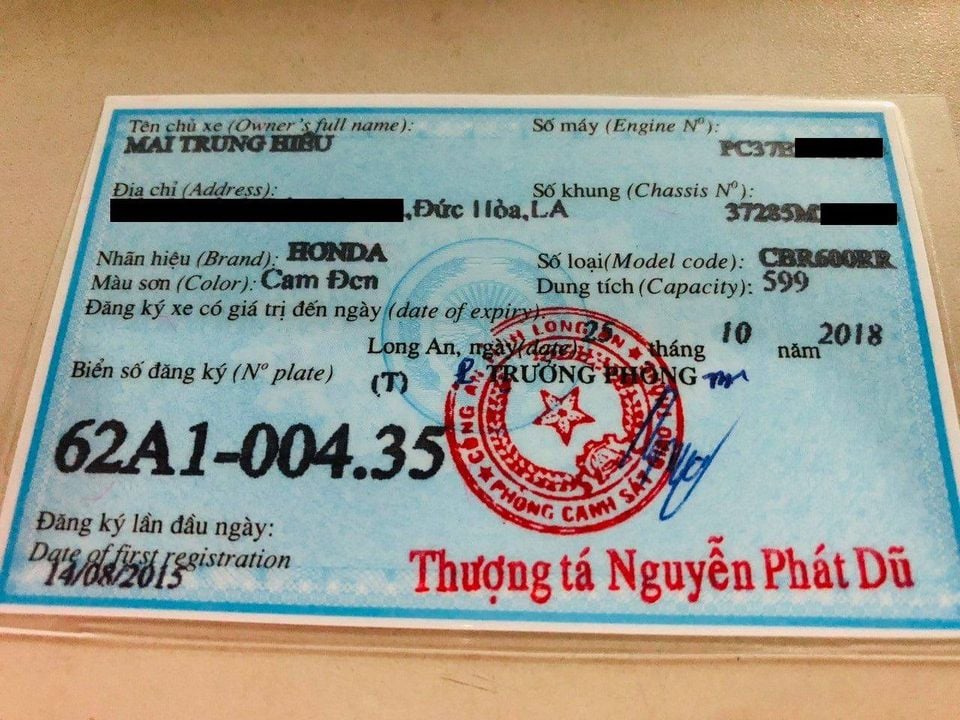 Tên chủ xe (Owner's full name):
MAI TRUNG HIẾU
Số máy (Engine Nº):
PC37E
Địa chỉ (Address):
,Đức Hòa,LA
Số khung (Chassis Nº):
37285M
Nhãn hiệu (Brand): HONDA
Số loại(Model code): CBR600RR
Màu sơn (Color): Cam Đen
Dung tích (Capacity): 599
Đăng ký xe có giá trị đến ngày (date of expiry):
Long An, ngày(date) 25 tháng 10 năm 2018
Biển số đăng ký (Nº plate)
(T)
TRƯỞNG PHÒNG
62A1-004.35
PHÒNG CẢNH SÁT
Đăng ký lần đầu ngày:
Date of first registration
14/08/2015
Thượng tá Nguyễn Phát Dũ